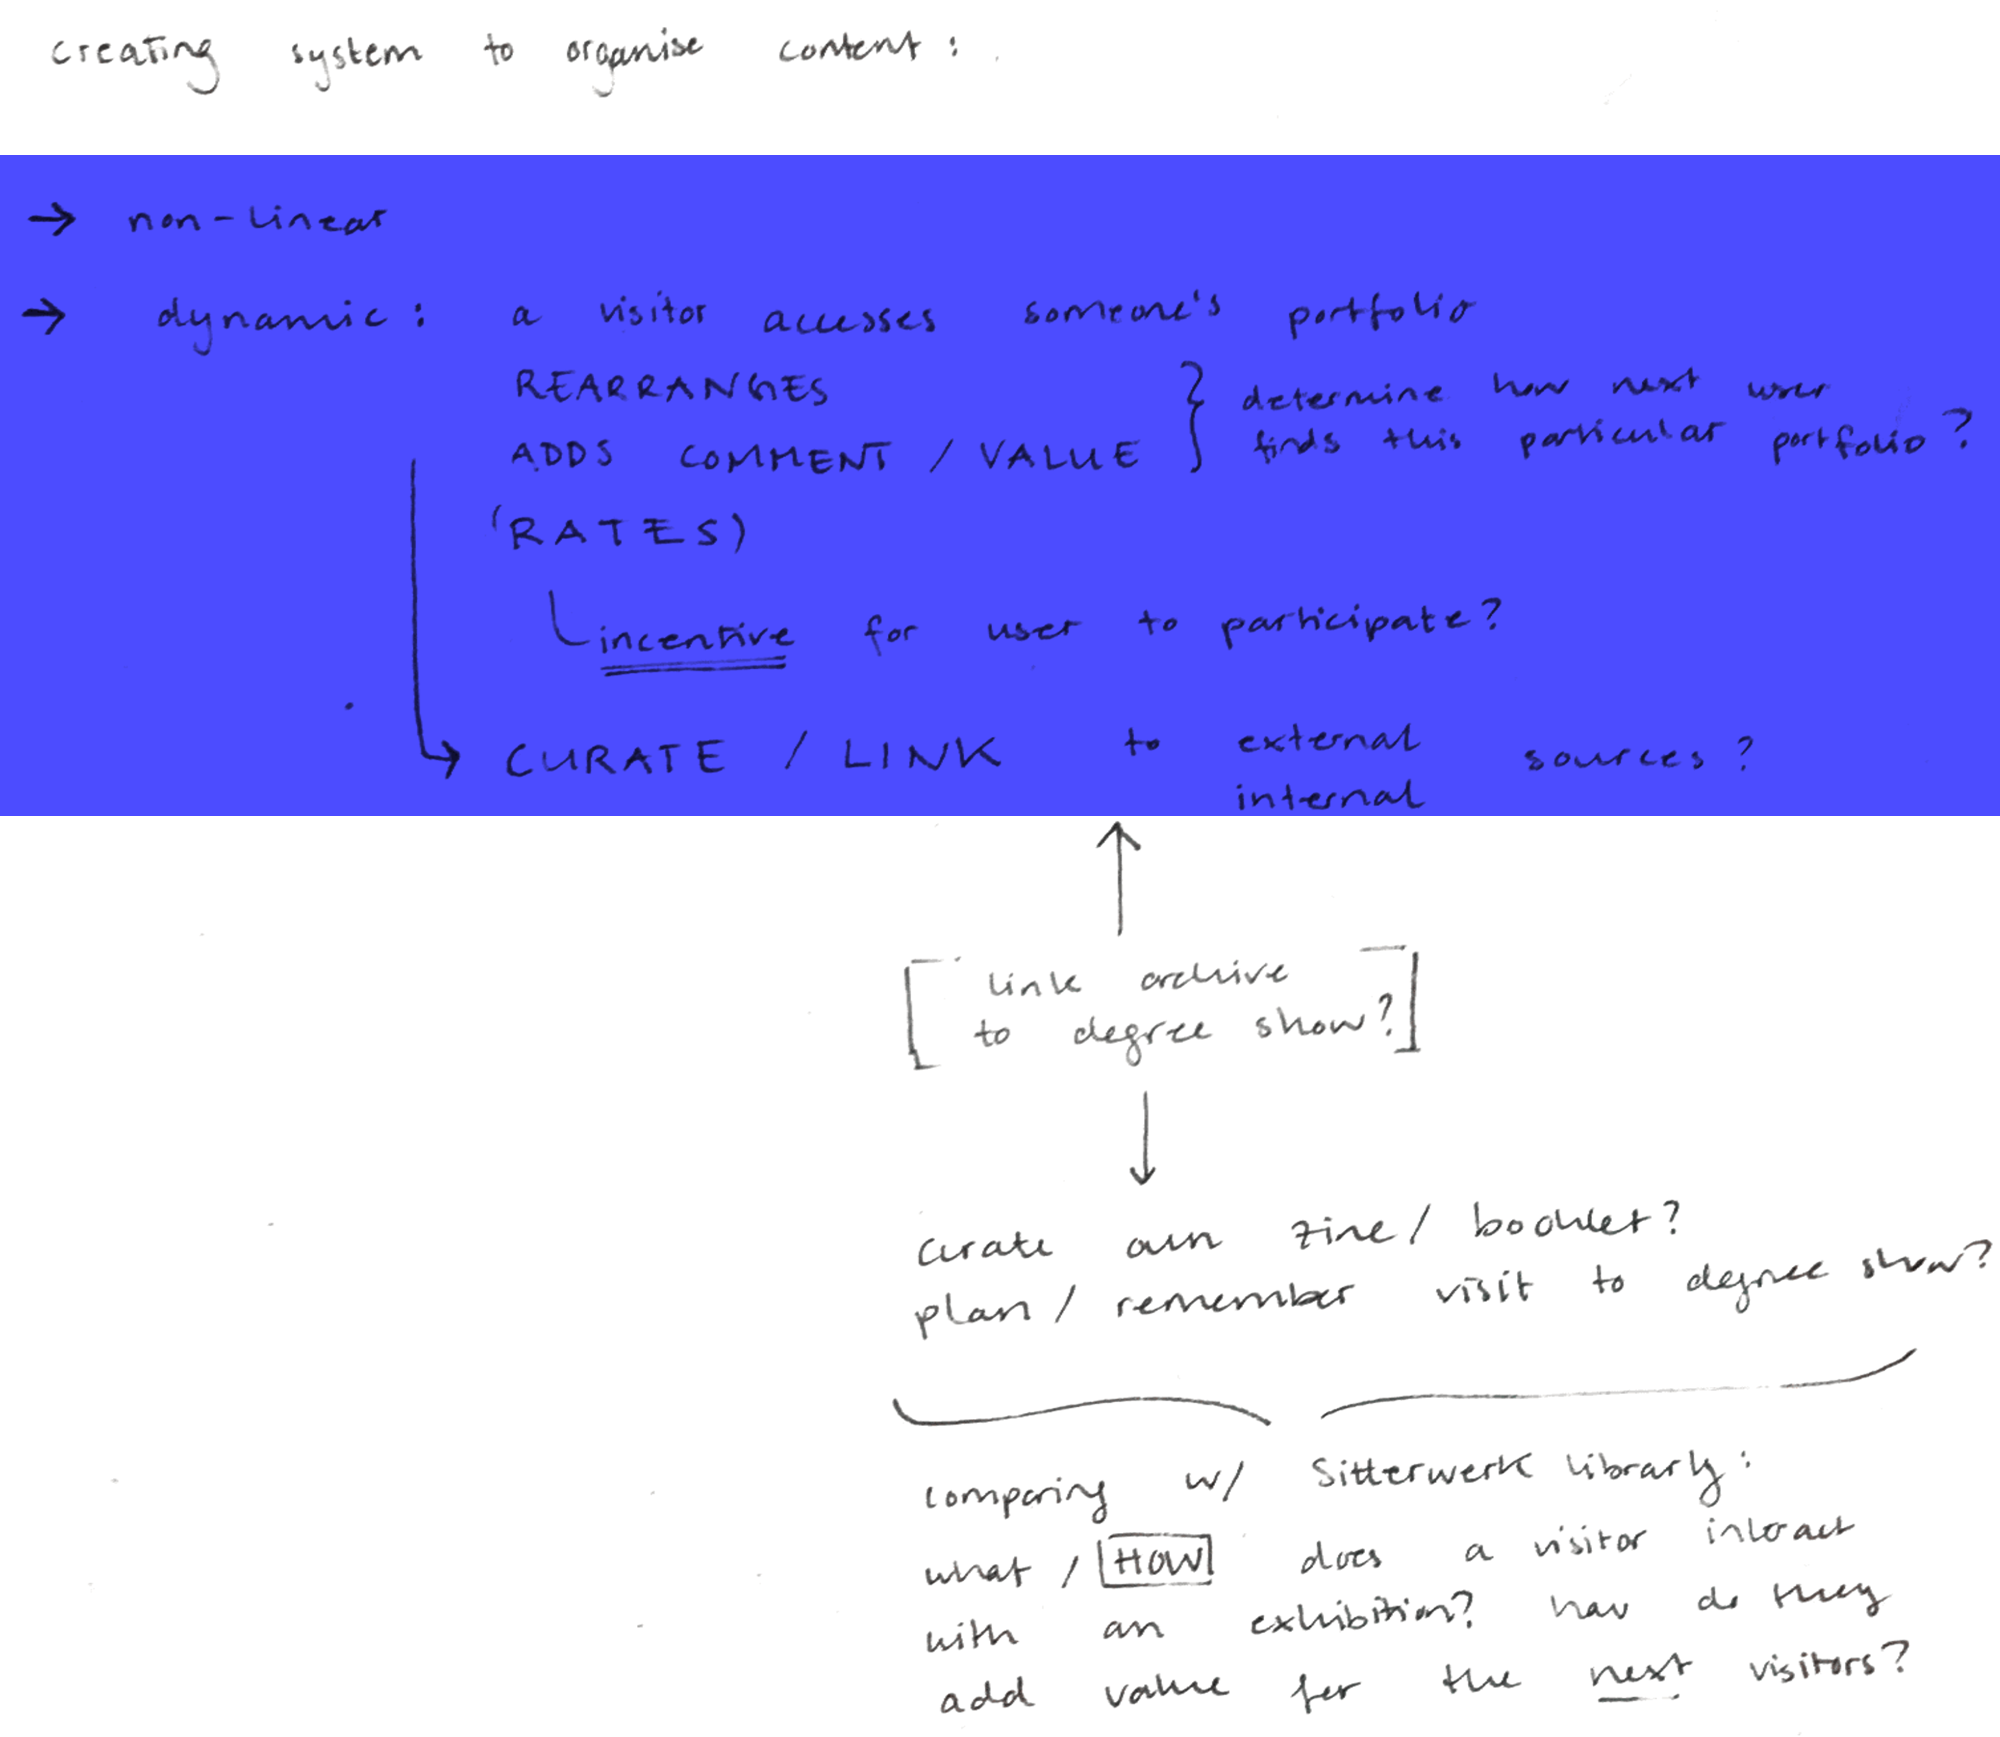 creating system to organise content:
→ non-linear
→ dynamic: a visitor accesses someone's portfolio
REARRANGES
ADDS COMMENT / VALUE } determine how next user
finds this particular portfolio?
(RATES)
incentive for user to participate?
→ CURATE / LINK to external sources?
internal
[link archive
to degree show?]
curate own zine / booklet?
plan / remember visit to degree show?
comparing w/ Sitterwerk library:
what / HOW does a visitor interact
with an exhibition? how do they
add value for the next visitors?